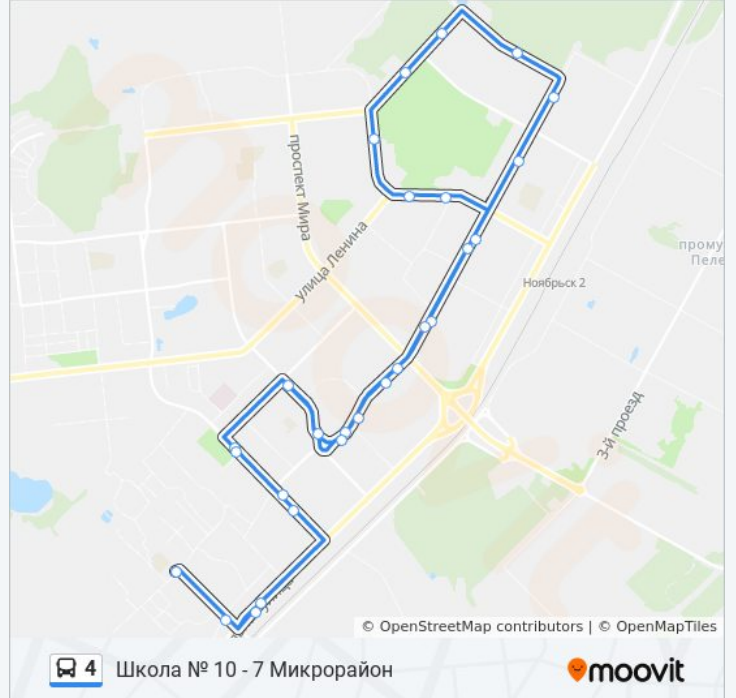 проспект Мира
улица Ленина
прому
Пеле
Ноябрьск 2
3-й проезд
© OpenStreetMap contributors | © OpenMapTiles
4 Школа № 10 - 7 Микрорайон
moovit